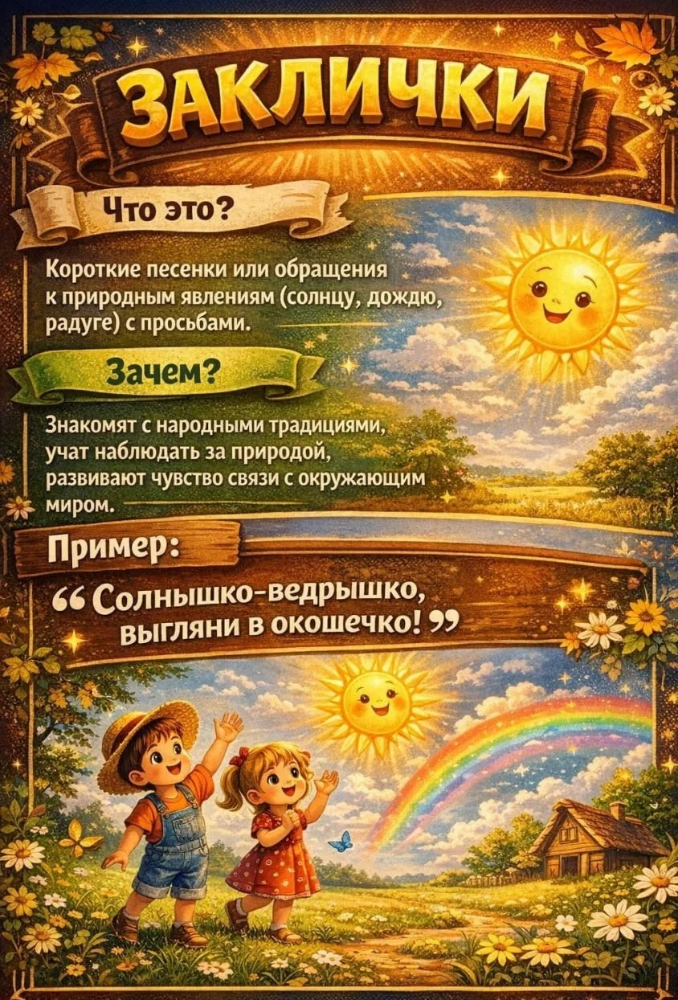 ЗАКЛИЧКИ
Что это?
Короткие песенки или обращения
к природным явлениям (солнцу, дождю,
радуге) с просьбами.
Зачем?
Знакомят с народными традициями,
учат наблюдать за природой,
развивают чувство связи с окружающим
миром.
Пример:
“Солнышко-ведрышко,
выгляни в окошечко!”